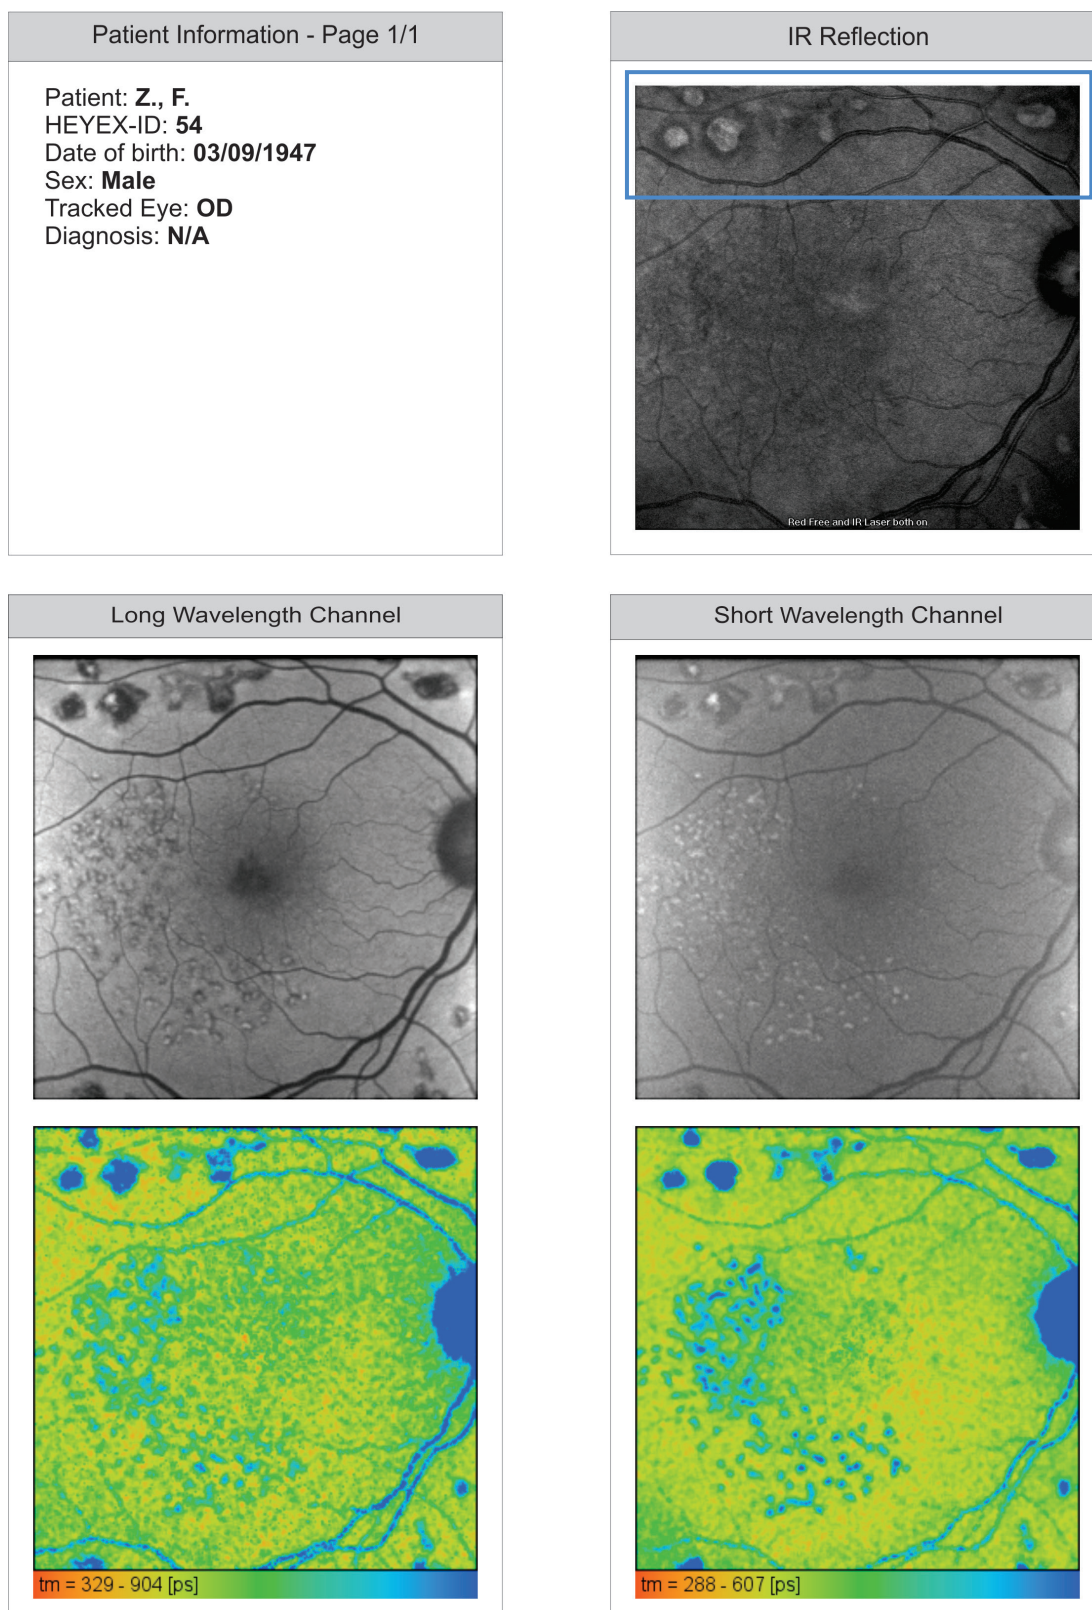 Patient Information - Page 1/1
Patient: Z., F.
HEYEX-ID: 54
Date of birth: 03/09/1947
Sex: Male
Tracked Eye: OD
Diagnosis: N/A
IR Reflection
Red Free and IR Laser both on
Long Wavelength Channel
Short Wavelength Channel
tm = 329 - 904 [ps]
tm = 288 - 607 [ps]